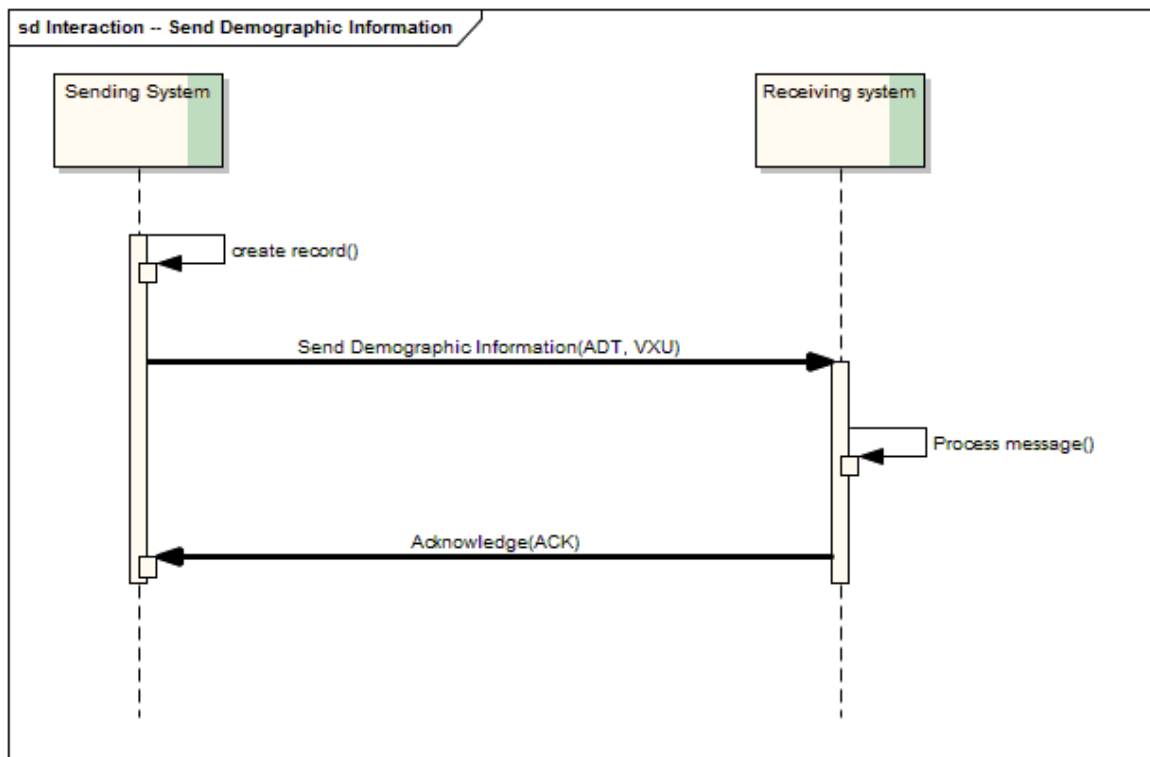 sd Interaction -- Send Demographic Information
Sending System
Receiving system
create record()
Send Demographic Information(ADT, VXU)
Process message()
Acknowledge(ACK)